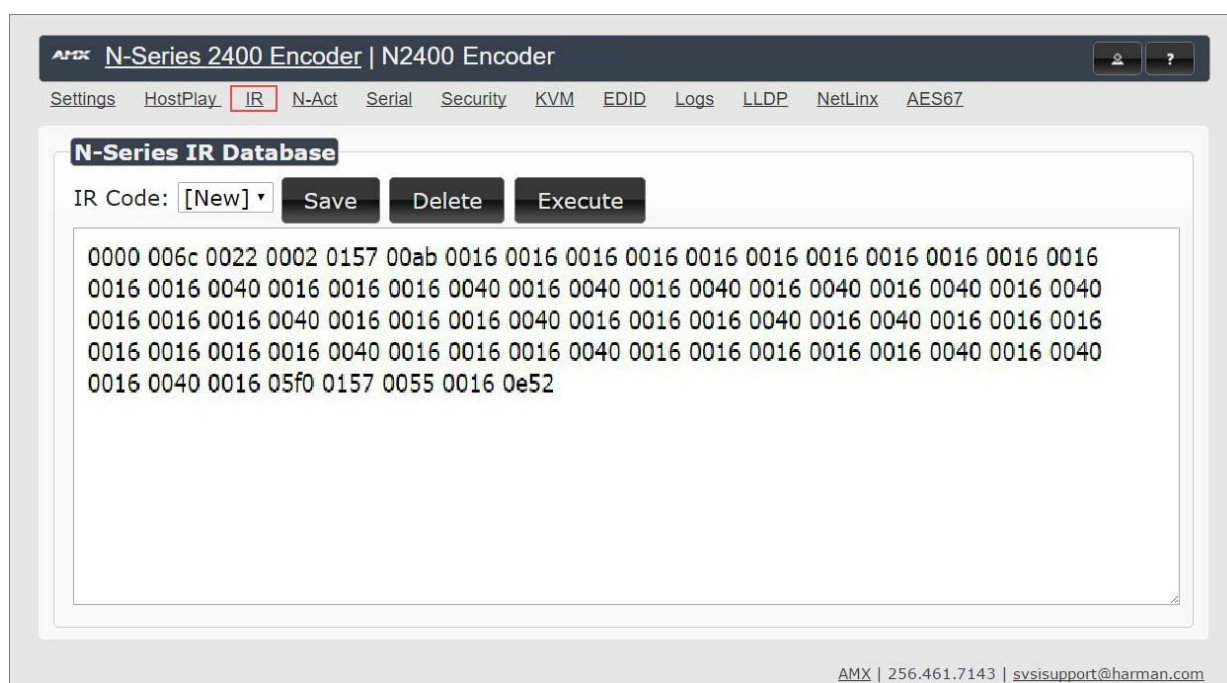 AMX N-Series 2400 Encoder | N2400 Encoder ?
Settings HostPlay IR N-Act Serial Security KVM EDID Logs LLDP NetLinx AES67
N-Series IR Database
IR Code: [New] Save Delete Execute
0000 006c 0022 0002 0157 00ab 0016 0016 0016 0016 0016 0016 0016 0016 0016 0016 0016
0016 0016 0040 0016 0016 0016 0040 0016 0040 0016 0040 0016 0040 0016 0040 0016 0040
0016 0016 0016 0040 0016 0016 0016 0040 0016 0016 0016 0040 0016 0040 0016 0016 0016
0016 0016 0016 0016 0040 0016 0016 0016 0040 0016 0016 0016 0016 0016 0040 0016 0040
0016 0040 0016 05f0 0157 0055 0016 0e52
AMX | 256.461.7143 | svsisupport@harman.com